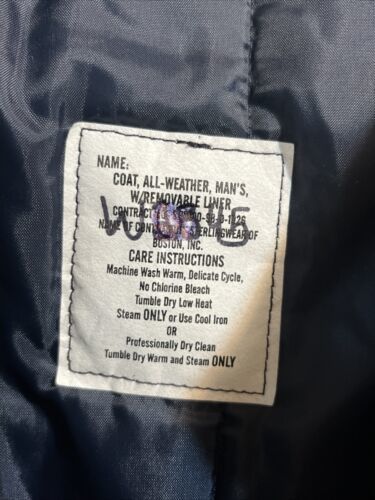 NAME:
COAT, ALL-WEATHER, MAN'S,
W/REMOVABLE LINER
CONTRACT
NAME OF OF
BOSTON, INC.
CARE INSTRUCTIONS
Machine Wash Warm, Delicate Cycle,
No Chlorine Bleach
Tumble Dry Low Heat
Steam ONLY or Use Cool Iron
OR
Professionally Dry Clean
Tumble Dry Warm and Steam ONLY